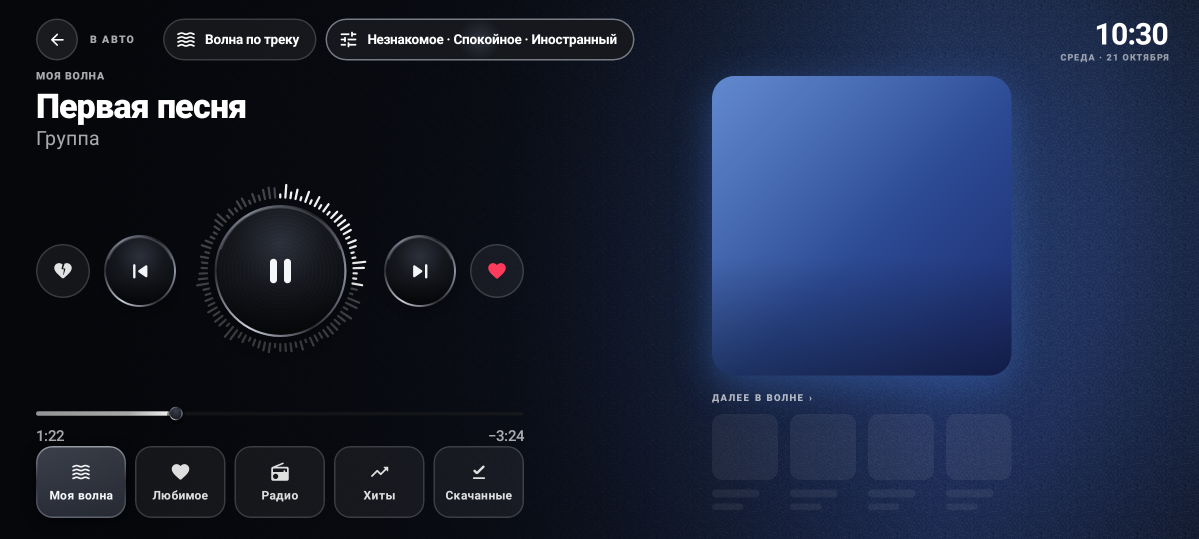 В АВТО
Волна по треку
Незнакомое · Спокойное · Иностранный
10:30
СРЕДА · 21 ОКТЯБРЯ
МОЯ ВОЛНА
Первая песня
Группа
1:22
−3:24
Моя волна
Любимое
Радио
Хиты
Скачанные
ДАЛЕЕ В ВОЛНЕ ›